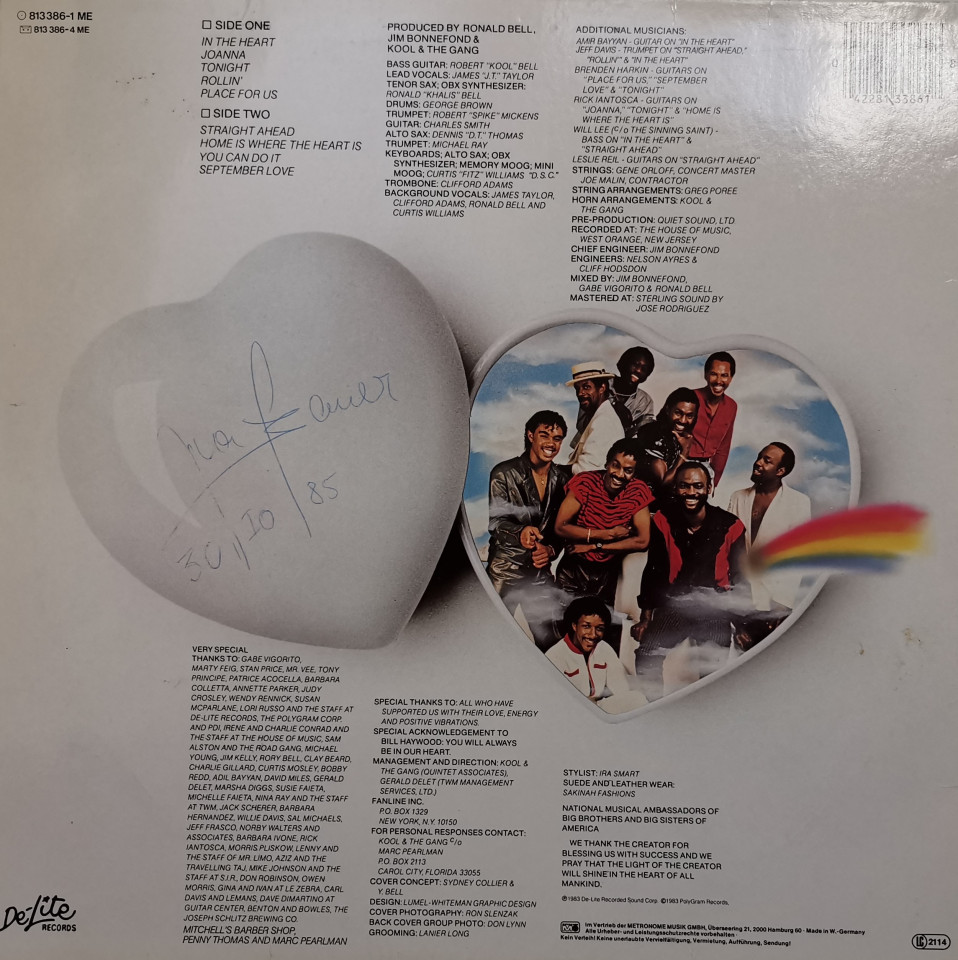 813 386-1 ME
813 386-4 ME
SIDE ONE
IN THE HEART
JOANNA
TONIGHT
ROLLIN'
PLACE FOR US
SIDE TWO
STRAIGHT AHEAD
HOME IS WHERE THE HEART IS
YOU CAN DO IT
SEPTEMBER LOVE
PRODUCED BY RONALD BELL,
JIM BONNEFOND &
KOOL & THE GANG
BASS GUITAR: ROBERT "KOOL" BELL
LEAD VOCALS: JAMES "J.T." TAYLOR
TENOR SAX; OBX SYNTHESIZER:
RONALD "KHALIS" BELL
DRUMS: GEORGE BROWN
TRUMPET: ROBERT "SPIKE" MICKENS
GUITAR: CHARLES SMITH
ALTO SAX: DENNIS "D.T." THOMAS
TRUMPET: MICHAEL RAY
KEYBOARDS; ALTO SAX; OBX
SYNTHESIZER; MEMORY MOOG; MINI
MOOG; CURTIS "FITZ" WILLIAMS "D.S.C."
TROMBONE: CLIFFORD ADAMS
BACKGROUND VOCALS: JAMES TAYLOR,
CLIFFORD ADAMS, RONALD BELL AND
CURTIS WILLIAMS
ADDITIONAL MUSICIANS:
AMIR BAYYAN - GUITAR ON "IN THE HEART"
JEFF DAVIS - TRUMPET ON "STRAIGHT AHEAD,"
"ROLLIN'" & "IN THE HEART"
BRENDEN HARKIN - GUITARS ON
"PLACE FOR US," "SEPTEMBER
LOVE" & "TONIGHT"
RICK IANTOSCA - GUITARS ON
"JOANNA," "TONIGHT" & "HOME IS
WHERE THE HEART IS"
WILL LEE (c/o THE SINNING SAINT) -
BASS ON "IN THE HEART" &
"STRAIGHT AHEAD"
LESLIE REIL - GUITARS ON "STRAIGHT AHEAD"
STRINGS: GENE ORLOFF, CONCERT MASTER
JOE MALIN, CONTRACTOR
STRING ARRANGEMENTS: GREG POREE
HORN ARRANGEMENTS: KOOL &
THE GANG
PRE-PRODUCTION: QUIET SOUND, LTD.
RECORDED AT: THE HOUSE OF MUSIC,
WEST ORANGE, NEW JERSEY
CHIEF ENGINEER: JIM BONNEFOND
ENGINEERS: NELSON AYRES &
CLIFF HODSDON
MIXED BY: JIM BONNEFOND,
GABE VIGORITO & RONALD BELL
MASTERED AT: STERLING SOUND BY
JOSE RODRIGUEZ
42281 33861
30 10 85
VERY SPECIAL
THANKS TO: GABE VIGORITO,
MARTY FEIG, STAN PRICE, MR. VEE, TONY
PRINCIPE, PATRICE ACOCELLA, BARBARA
COLLETTA, ANNETTE PARKER, JUDY
CROSLEY, WENDY RENNICK, SUSAN
MCPARLANE, LORI RUSSO AND THE STAFF AT
DE-LITE RECORDS, THE POLYGRAM CORP.
AND PDI, IRENE AND CHARLIE CONRAD AND
THE STAFF AT THE HOUSE OF MUSIC, SAM
ALSTON AND THE ROAD GANG, MICHAEL
YOUNG, JIM KELLY, RORY BELL, CLAY BEARD,
CHARLIE GILLARD, CURTIS MOSLEY, BOBBY
REDD, ADIL BAYYAN, DAVID MILES, GERALD
DELET, MARSHA DIGGS, SUSIE FAIETA,
MICHELLE FAIETA, NINA RAY AND THE STAFF
AT TWM, JACK SCHERER, BARBARA
HERNANDEZ, WILLIE DAVIS, SAL MICHAELS,
JEFF FRASCO, NORBY WALTERS AND
ASSOCIATES, BARBARA IVONE, RICK
IANTOSCA, MORRIS PLISKOW, LENNY AND
THE STAFF OF MR. LIMO, AZIZ AND THE
TRAVELLING TAJ, MIKE JOHNSON AND THE
STAFF AT S.I.R., DON ROBINSON, OWEN
MORRIS, GINA AND IVAN AT LE ZEBRA, CARL
DAVIS AND LEMANS, DAVE DIMARTINO AT
GUITAR CENTER, BENTON AND BOWLES, THE
JOSEPH SCHLITZ BREWING CO.
MITCHELL'S BARBER SHOP,
PENNY THOMAS AND MARC PEARLMAN
SPECIAL THANKS TO: ALL WHO HAVE
SUPPORTED US WITH THEIR LOVE, ENERGY
AND POSITIVE VIBRATIONS.
SPECIAL ACKNOWLEDGEMENT TO
BILL HAYWOOD: YOU WILL ALWAYS
BE IN OUR HEART.
MANAGEMENT AND DIRECTION: KOOL &
THE GANG (QUINTET ASSOCIATES),
GERALD DELET (TWM MANAGEMENT
SERVICES, LTD.)
FANLINE INC.
P.O. BOX 1329
NEW YORK, N.Y. 10150
FOR PERSONAL RESPONSES CONTACT:
KOOL & THE GANG c/o
MARC PEARLMAN
P.O. BOX 2113
CAROL CITY, FLORIDA 33055
COVER CONCEPT: SYDNEY COLLIER &
Y. BELL
DESIGN: LUMEL-WHITEMAN GRAPHIC DESIGN
COVER PHOTOGRAPHY: RON SLENZAK
BACK COVER GROUP PHOTO: DON LYNN
GROOMING: LANIER LONG
STYLIST: IRA SMART
SUEDE AND LEATHER WEAR:
SAKINAH FASHIONS
NATIONAL MUSICAL AMBASSADORS OF
BIG BROTHERS AND BIG SISTERS OF
AMERICA
WE THANK THE CREATOR FOR
BLESSING US WITH SUCCESS AND WE
PRAY THAT THE LIGHT OF THE CREATOR
WILL SHINE IN THE HEART OF ALL
MANKIND.
℗1983 De-Lite Recorded Sound Corp. ©1983 PolyGram Records,
Im Vertrieb der METRONOME MUSIK GMBH, Überseering 21, 2000 Hamburg 60 · Made in W.-Germany
Alle Urheber- und Leistungsschutzrechte vorbehalten ·
Kein Verleih! Keine unerlaubte Vervielfältigung, Vermietung, Aufführung, Sendung!
De-Lite
RECORDS
LC 2114